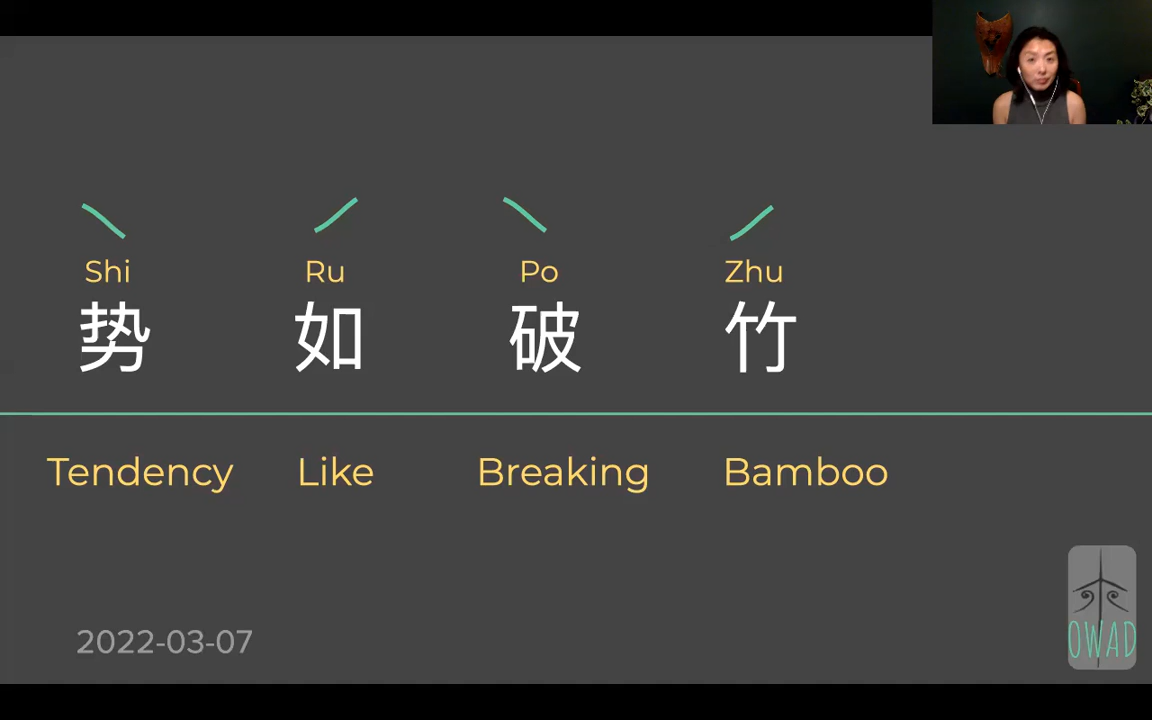 Shi Ru Po Zhu
势 如 破 竹
Tendency Like Breaking Bamboo
2022-03-07
OWAD